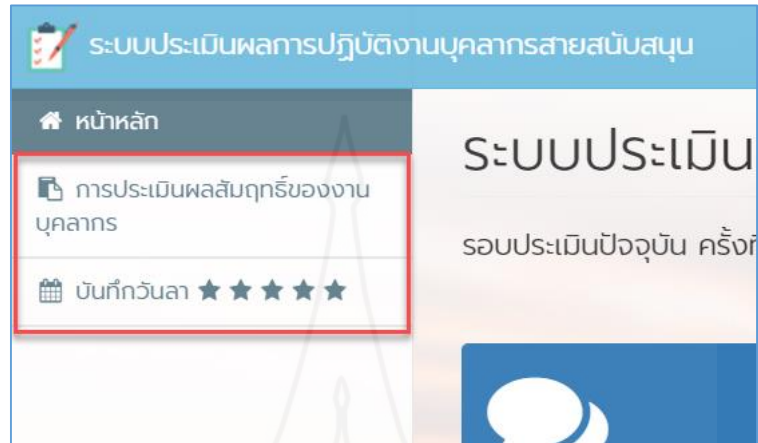 ระบบประเมินผลการปฏิบัติงานบุคลากรสายสนับสนุน
หน้าหลัก
การประเมินผลสัมฤทธิ์ของงาน
บุคลากร
บันทึกวันลา ★ ★ ★ ★ ★
ระบบประเมิน
รอบประเมินปัจจุบัน